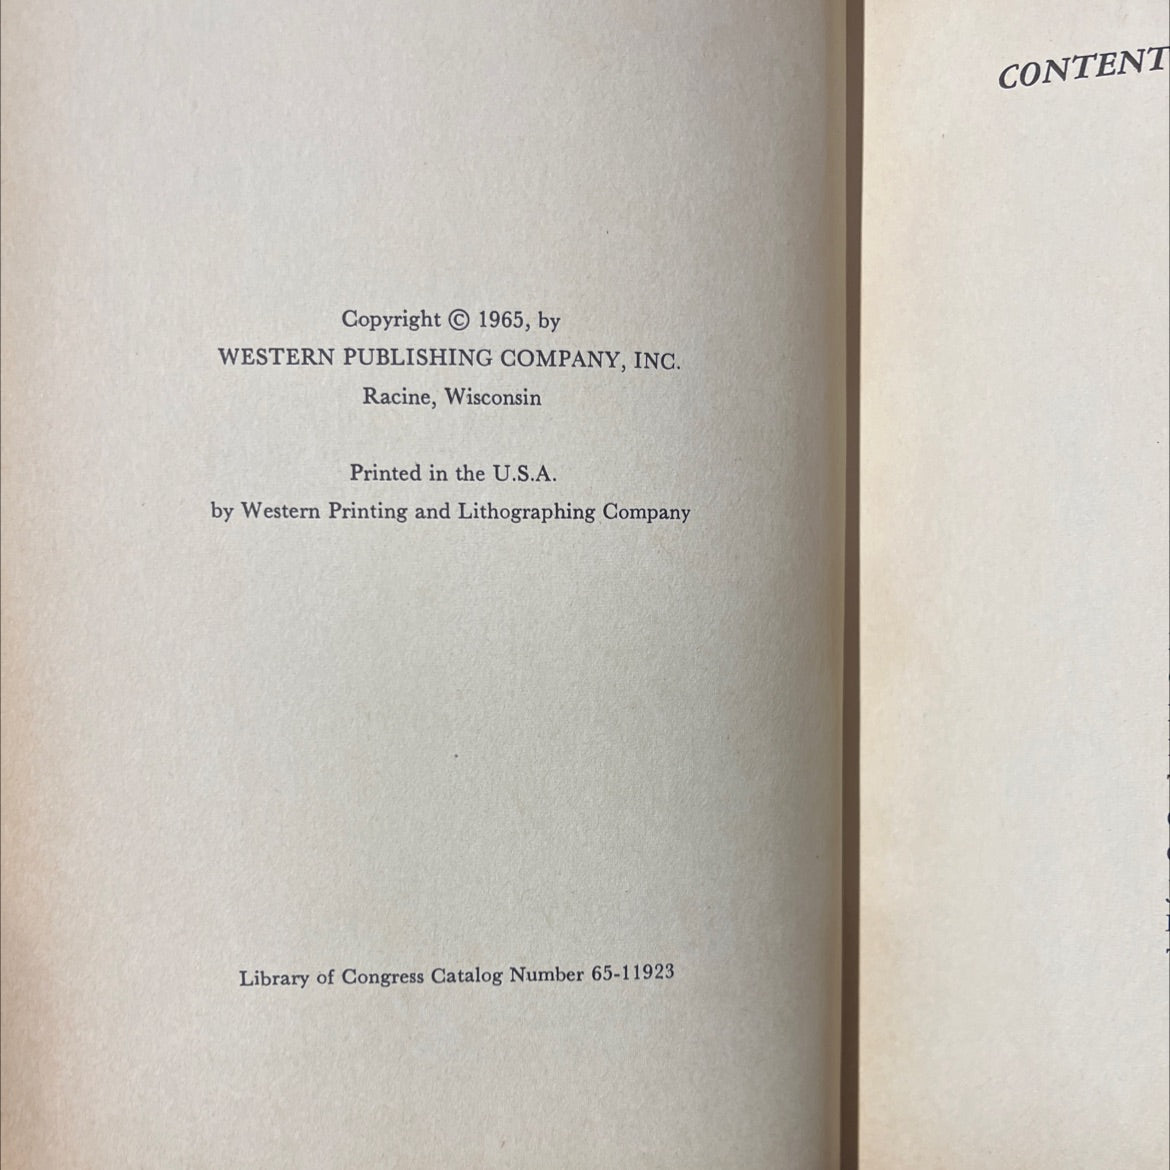 Copyright © 1965, by
WESTERN PUBLISHING COMPANY, INC.
Racine, Wisconsin
Printed in the U.S.A.
by Western Printing and Lithographing Company
Library of Congress Catalog Number 65-11923
CONTENT